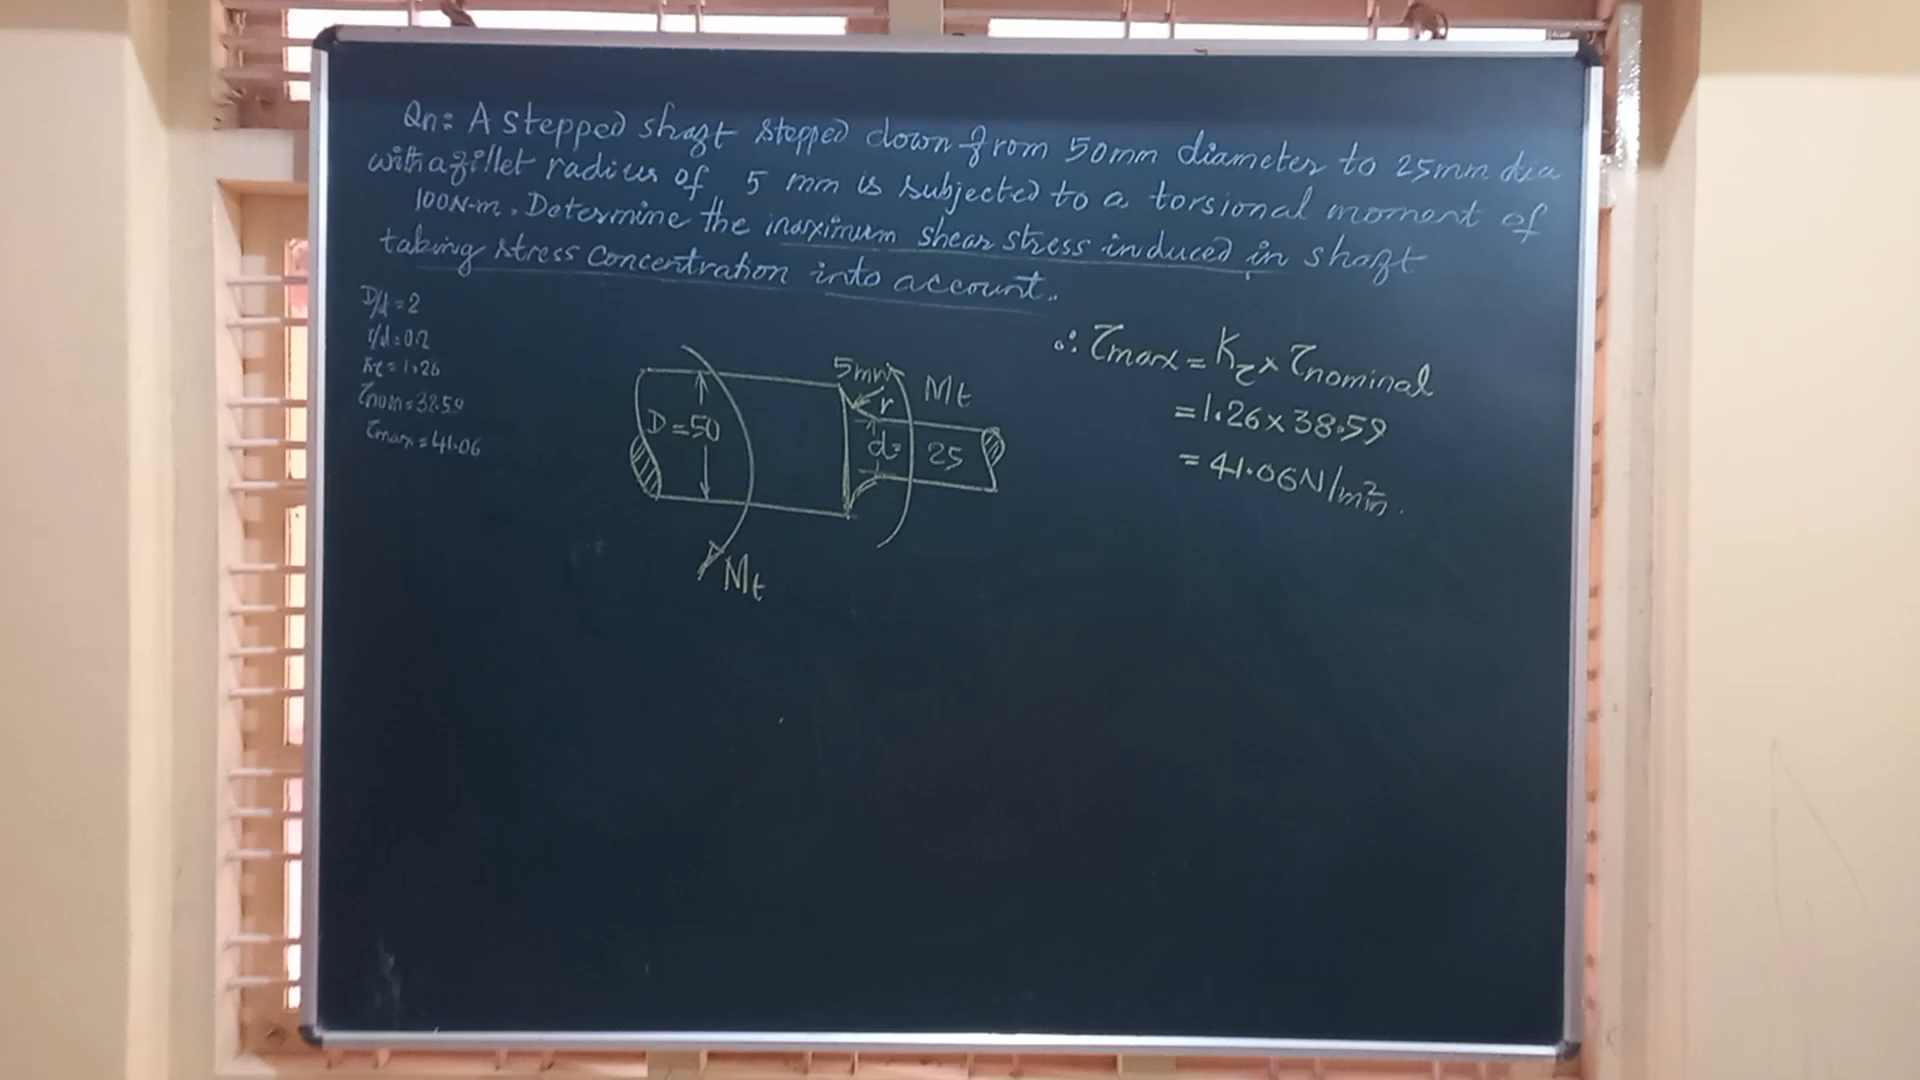 Qn: A stepped shaft stepped down from 50mm diameter to 25mm dia
with a fillet radius of 5 mm is subjected to a torsional moment of
100N-m. Determine the maximum shear stress induced in shaft
taking stress concentration into account.
D/d = 2
r/d = 0.2
Kτ = 1.26
τnom = 38.59
τmax = 41.06
5mm
r
Mt
D = 50
d = 25
Mt
∴ τmax = Kτ × τnominal
= 1.26 × 38.59
= 41.06N/mm².